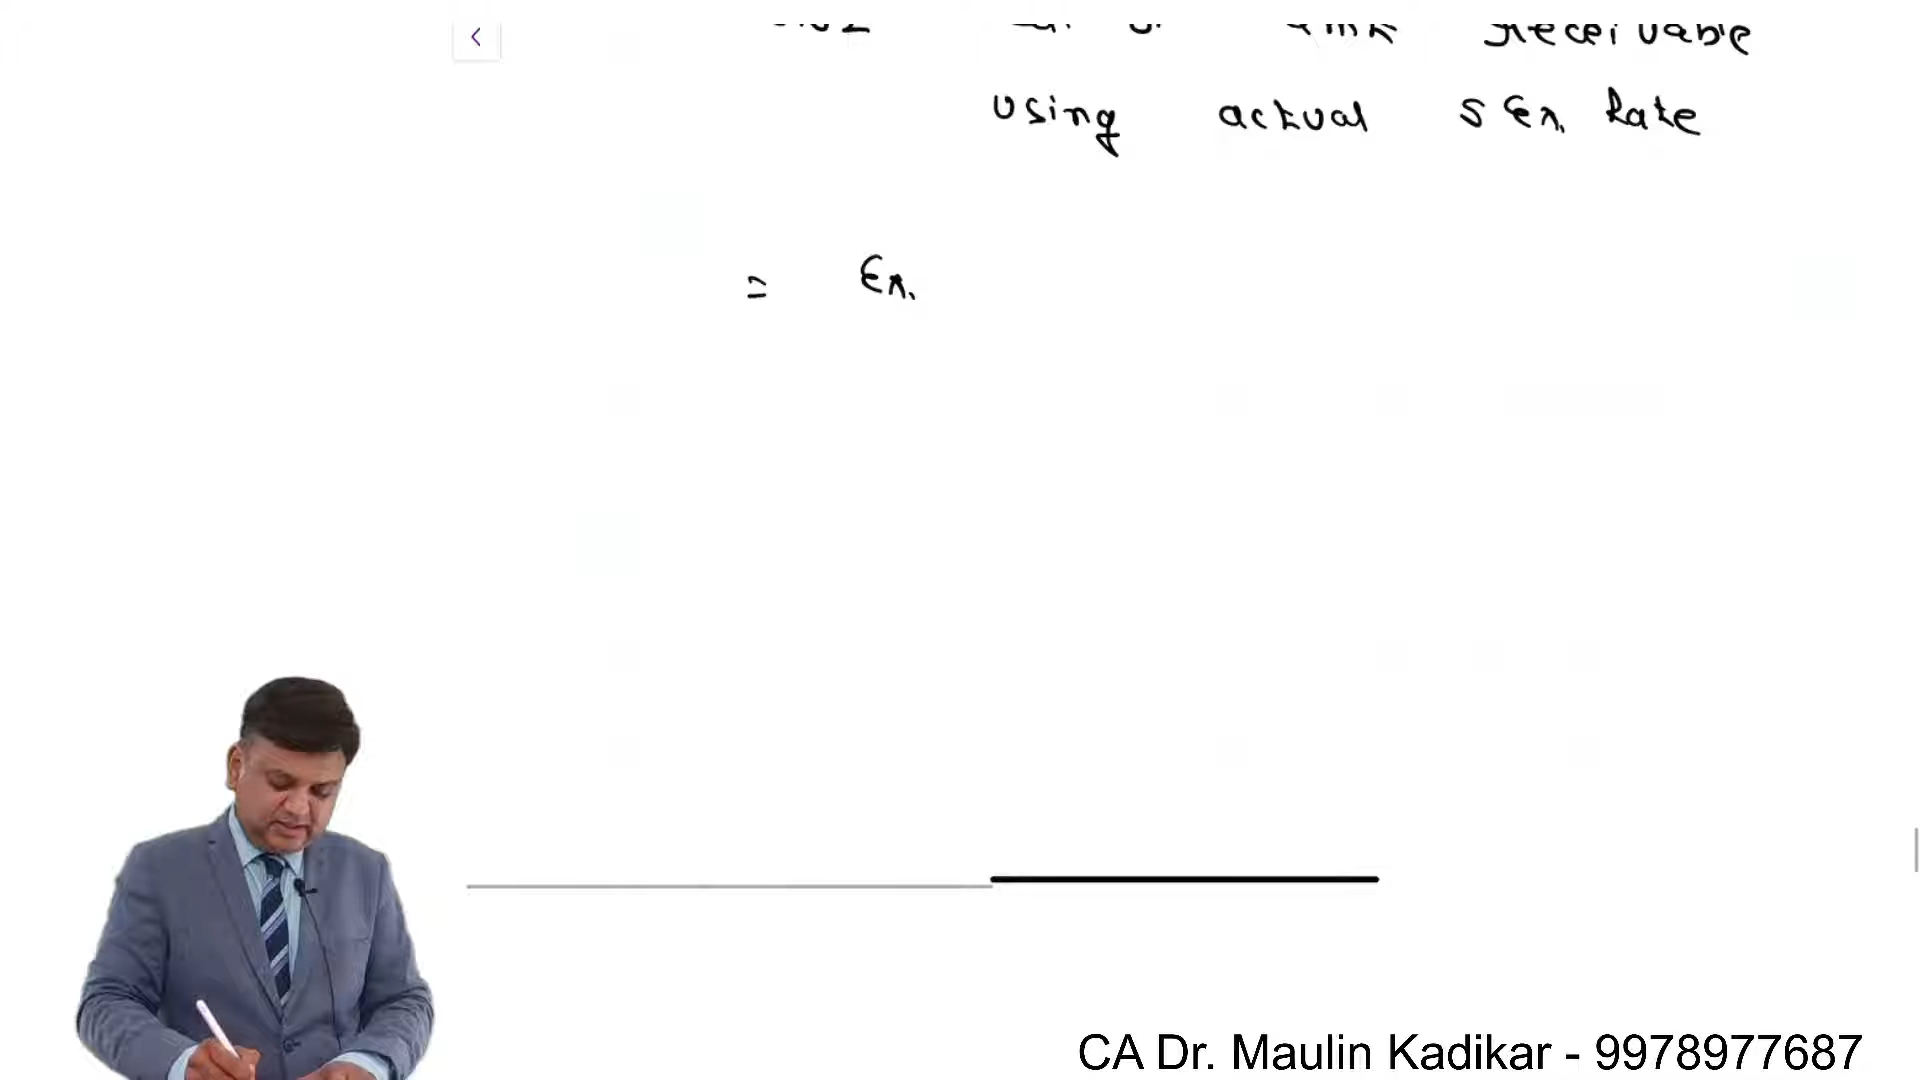 Receivable
using actual S Ex. Rate
= Ex.
CA Dr. Maulin Kadikar - 9978977687